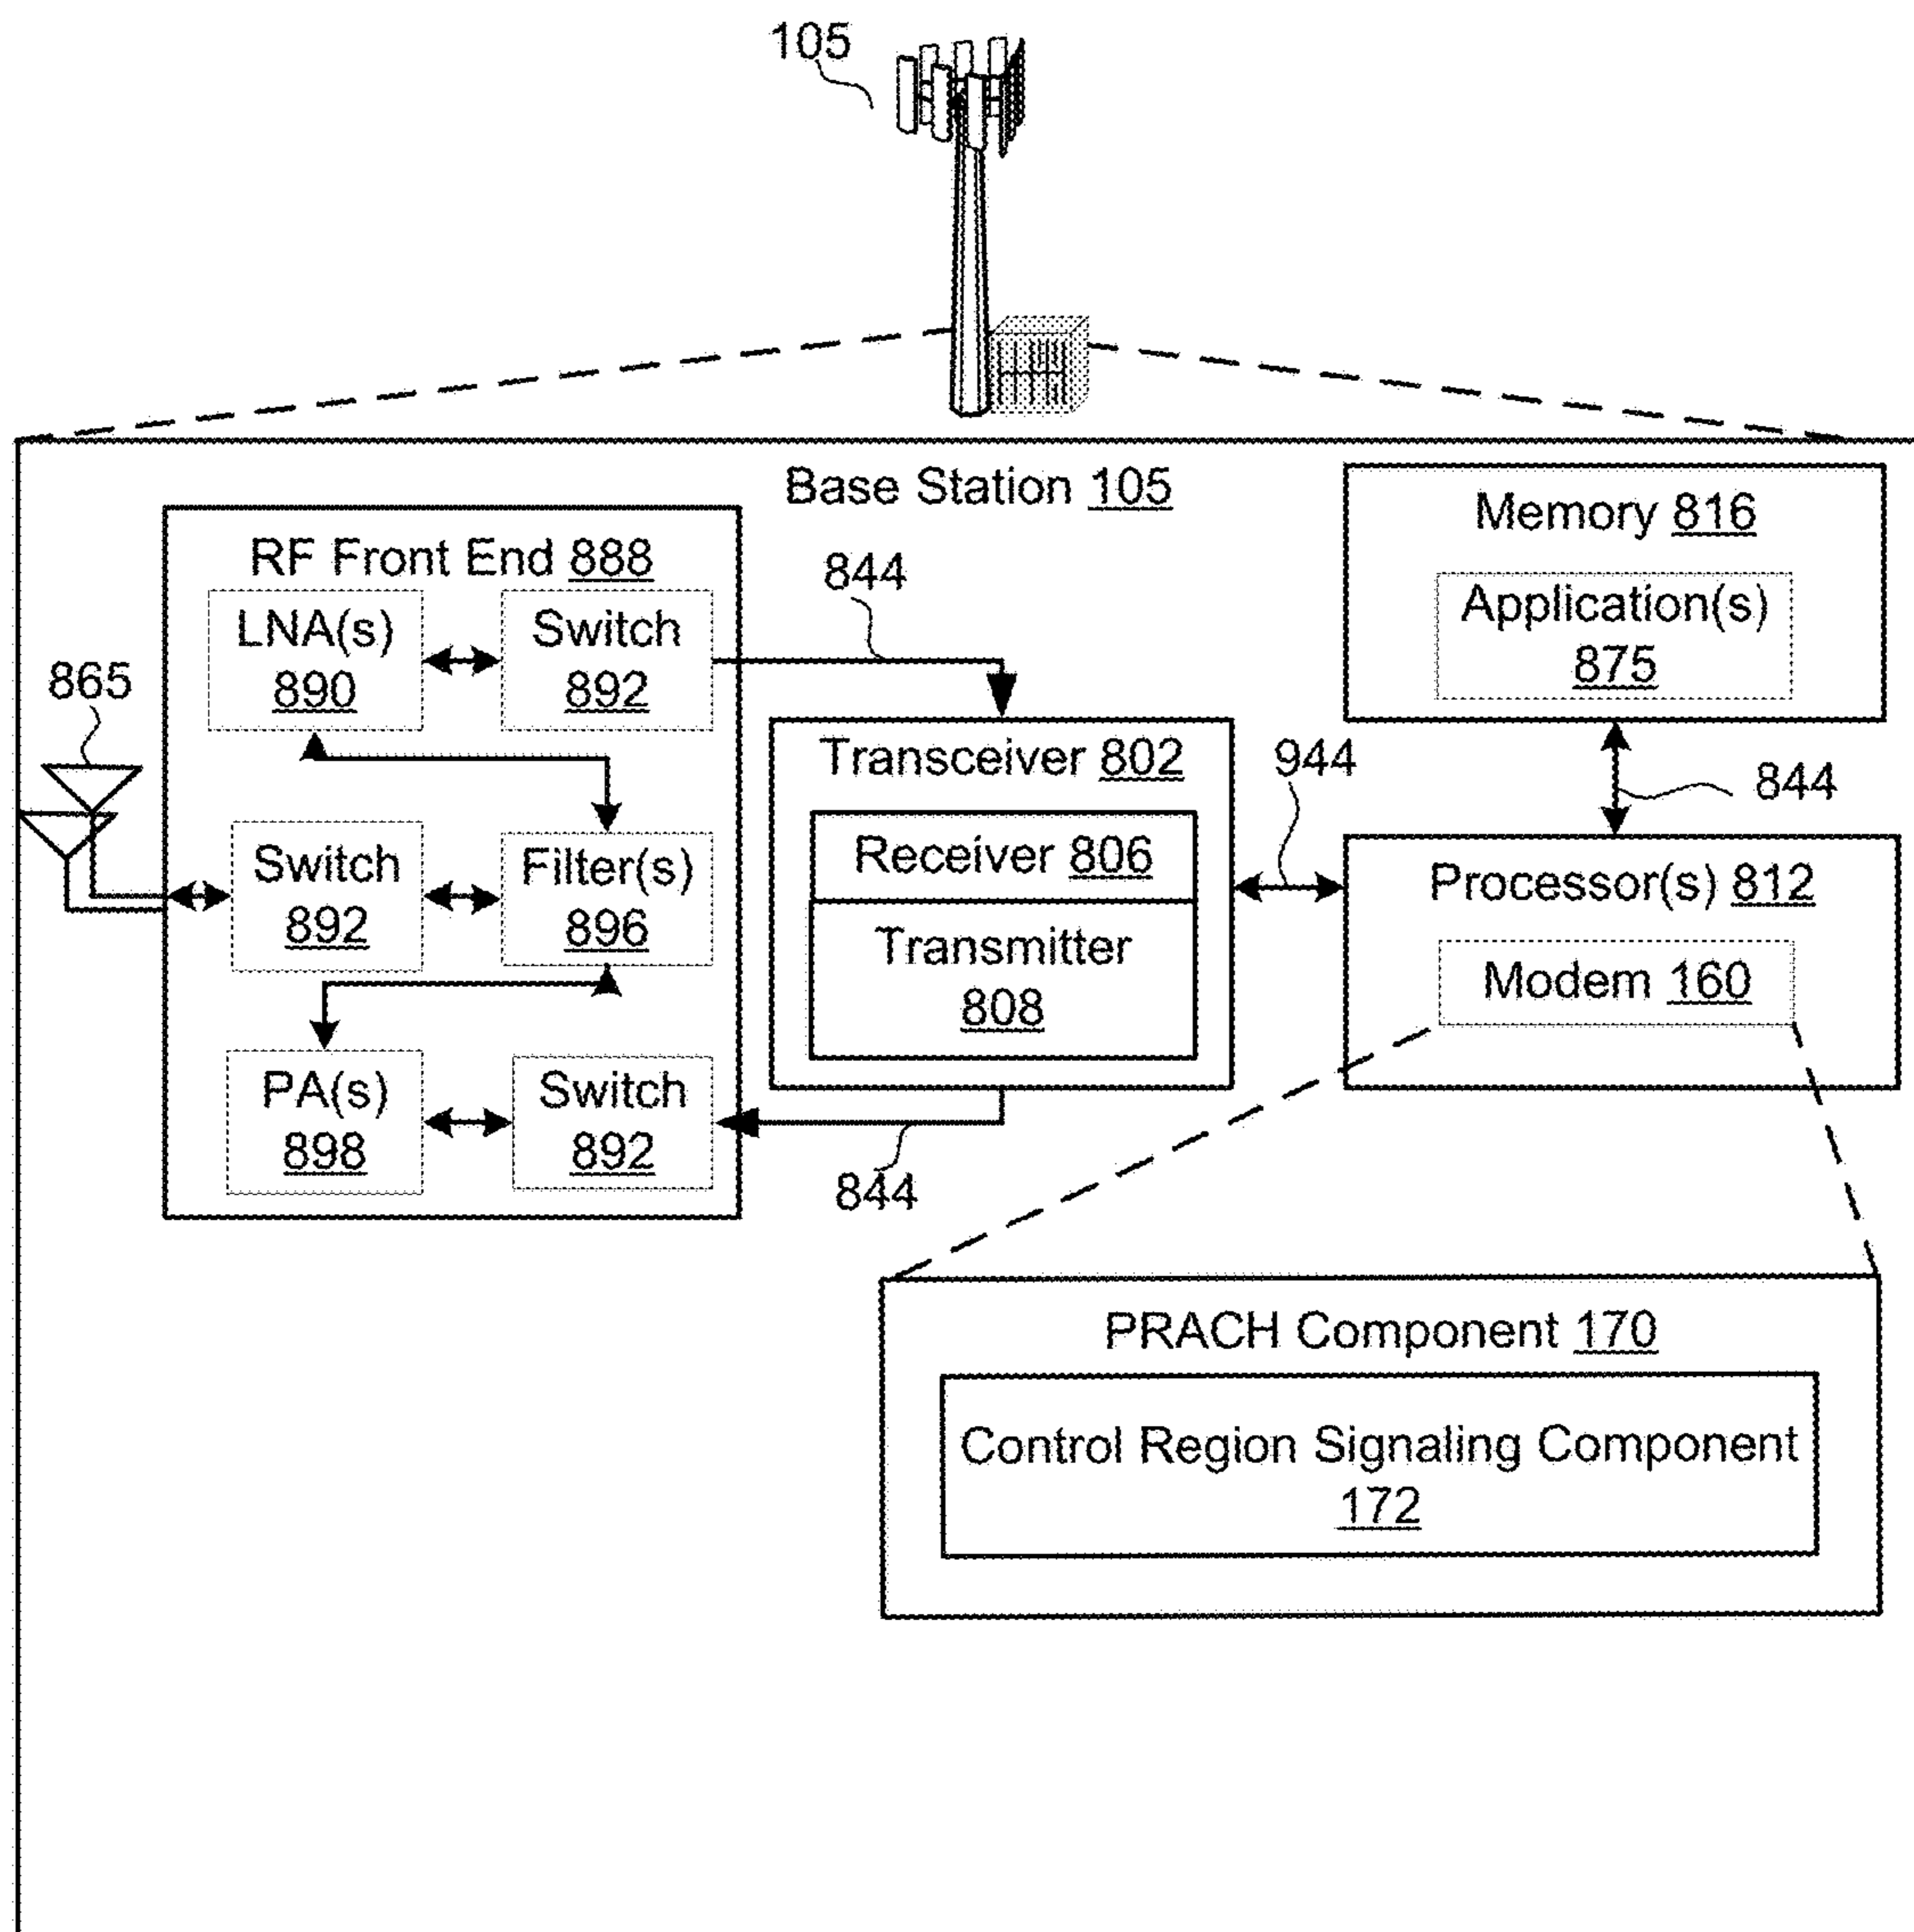 105
Base Station 105
Memory 816
Application(s)
875
RF Front End 888
844
LNA(s)
890
Switch
892
865
Transceiver 802
944
844
Receiver 806
Transmitter
808
Processor(s) 812
Modem 160
Switch
892
Filter(s)
896
PA(s)
898
Switch
892
844
PRACH Component 170
Control Region Signaling Component
172